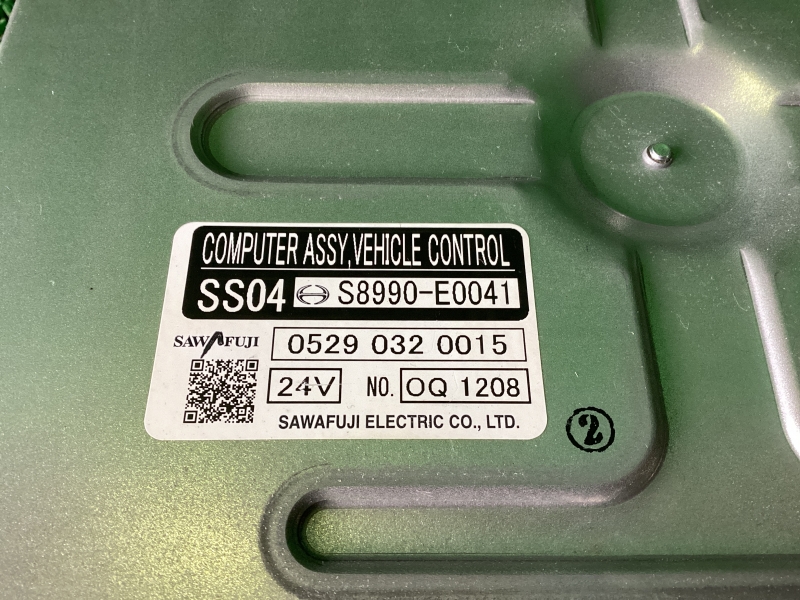 COMPUTER ASSY,VEHICLE CONTROL
SS04 S8990-E0041
SAWAFUJI 0529 032 0015
24V NO. OQ 1208
SAWAFUJI ELECTRIC CO., LTD.
2